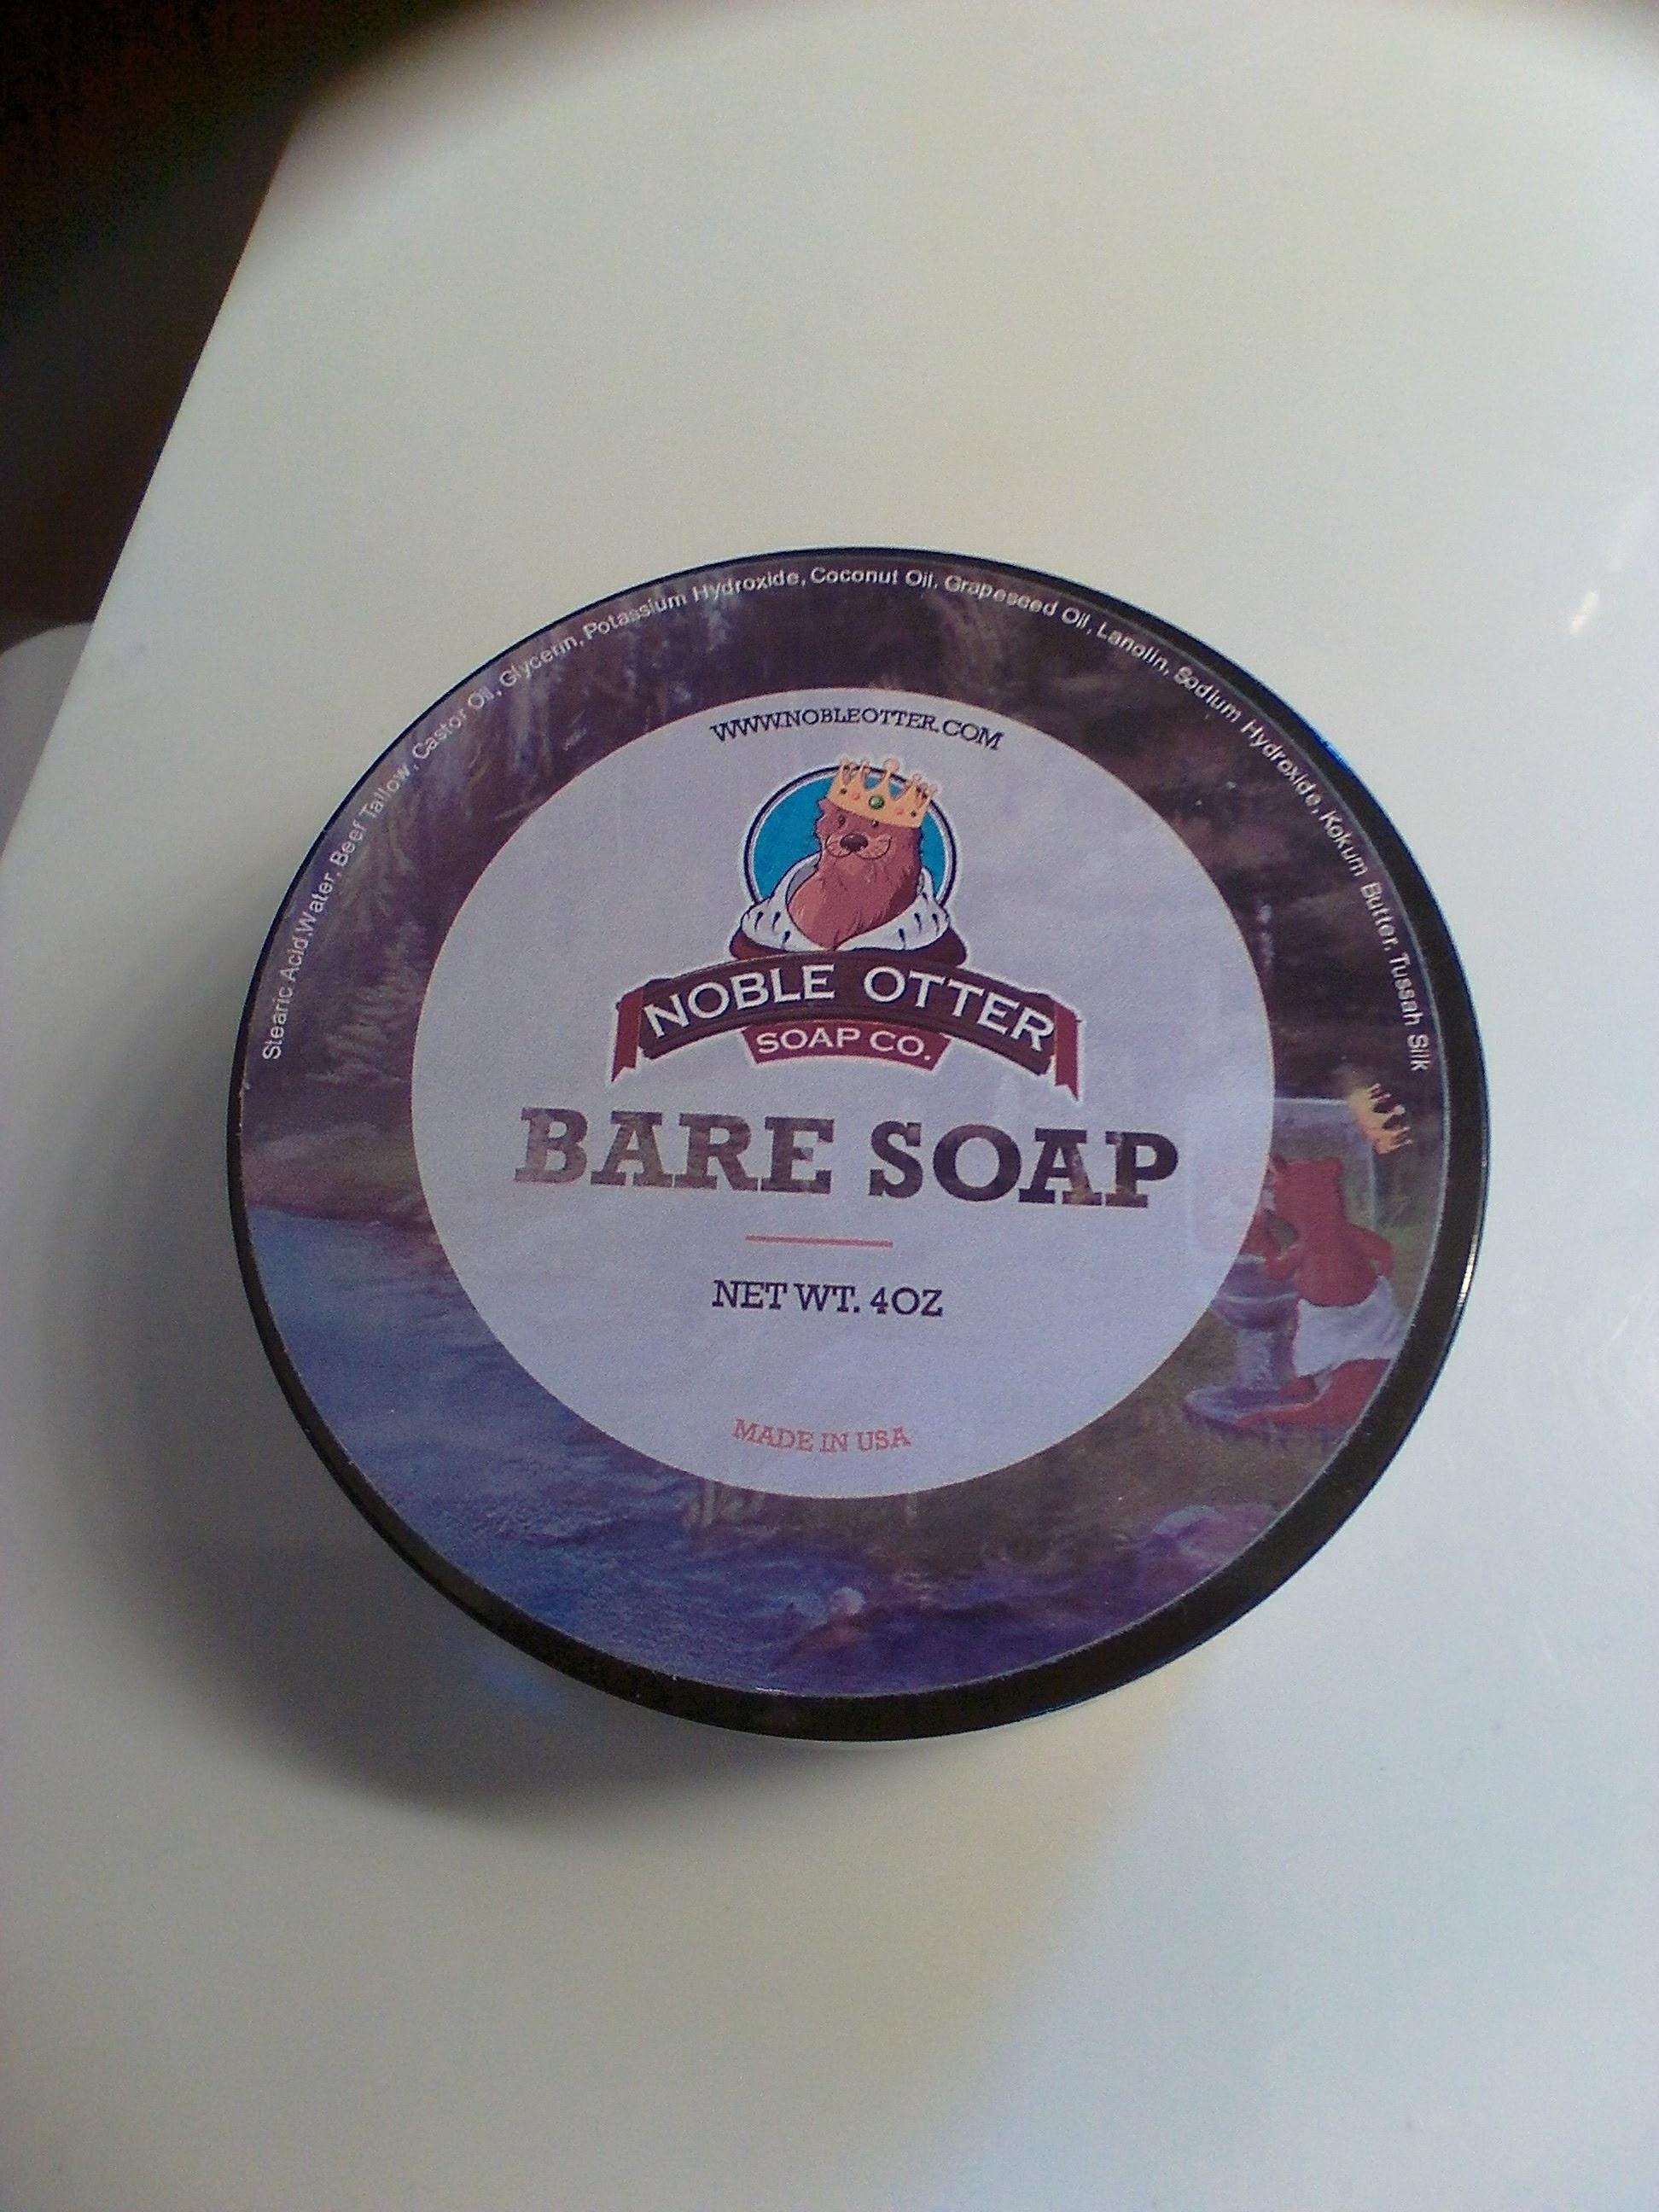 Stearic Acid, Water, Beef Tallow, Castor Oil, Glycerin, Potassium Hydroxide, Coconut Oil, Grapeseed Oil, Lanolin, Sodium Hydroxide, Kokum Butter, Tussah Silk
WWW.NOBLEOTTER.COM
NOBLE OTTER
SOAP CO.
BARE SOAP
NET WT. 4OZ
MADE IN USA